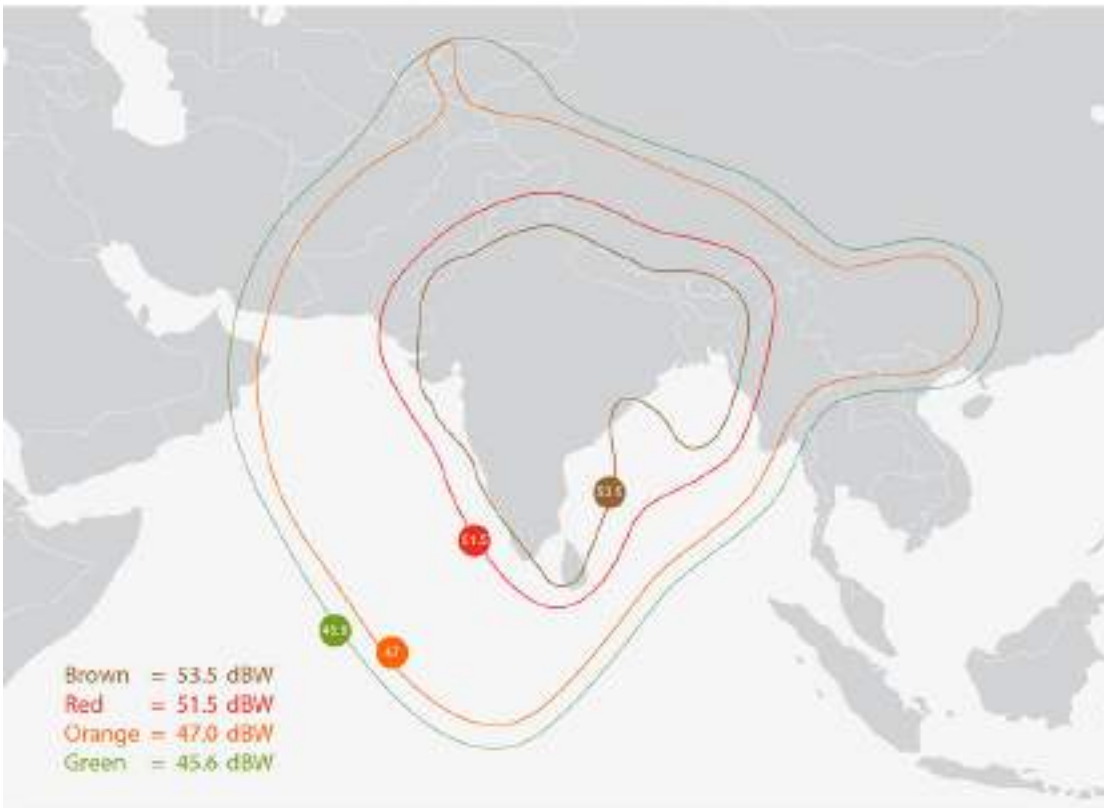 53.5
51.5
45.6
47
Brown = 53.5 dBW
Red = 51.5 dBW
Orange = 47.0 dBW
Green = 45.6 dBW